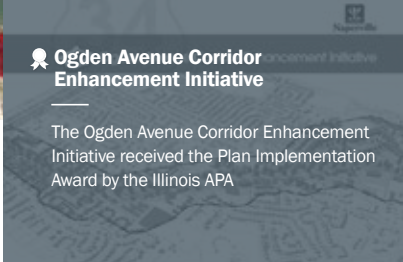 Naperville
Ogden Avenue Corridor
Enhancement Initiative
The Ogden Avenue Corridor Enhancement
Initiative received the Plan Implementation
Award by the Illinois APA